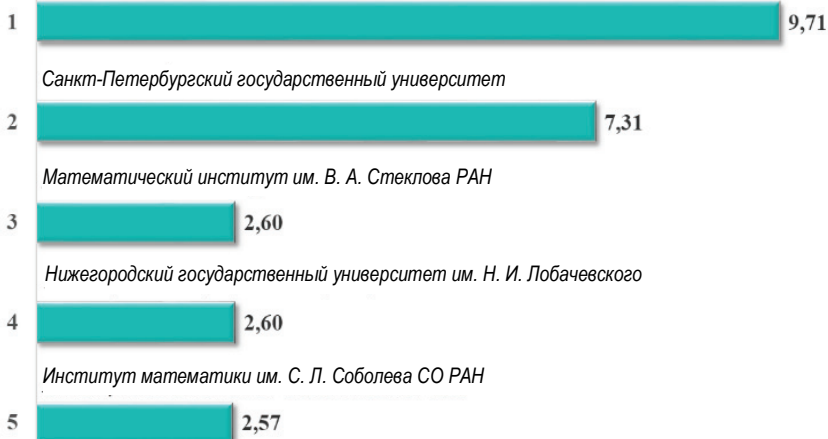 1 9,71
Санкт-Петербургский государственный университет
2 7,31
Математический институт им. В. А. Стеклова РАН
3 2,60
Нижегородский государственный университет им. Н. И. Лобачевского
4 2,60
Институт математики им. С. Л. Соболева СО РАН
5 2,57